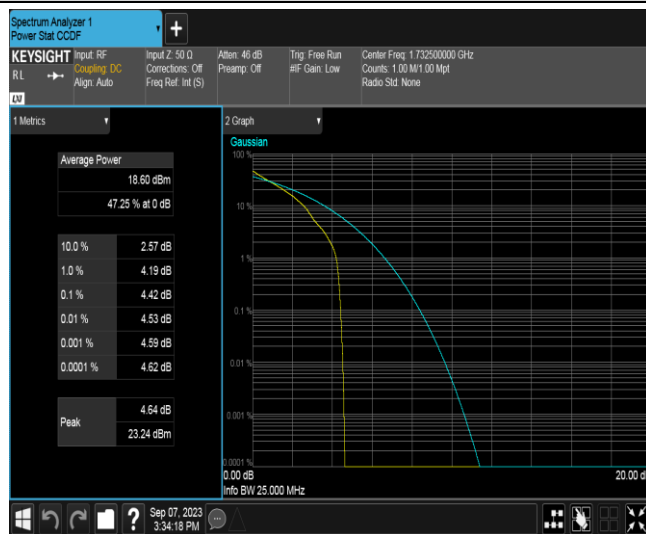 Spectrum Analyzer 1
Power Stat CCDF
+
KEYSIGHT
RL
LXI
Input: RF
Coupling: DC
Align: Auto
Input Z: 50 Ω
Corrections: Off
Freq Ref: Int (S)
Atten: 46 dB
Preamp: Off
Trig: Free Run
#IF Gain: Low
Center Freq: 1.732500000 GHz
Counts: 1.00 M/1.00 Mpt
Radio Std: None
1 Metrics
Average Power
18.60 dBm
47.25 % at 0 dB
10.0 % 2.57 dB
1.0 % 4.19 dB
0.1 % 4.42 dB
0.01 % 4.53 dB
0.001 % 4.59 dB
0.0001 % 4.62 dB
Peak
4.64 dB
23.24 dBm
2 Graph
Gaussian
100 %
10 %
1 %
0.1 %
0.01 %
0.001 %
0.0001 %
0.00 dB
20.00 d
Info BW 25.000 MHz
?
Sep 07, 2023
3:34:18 PM